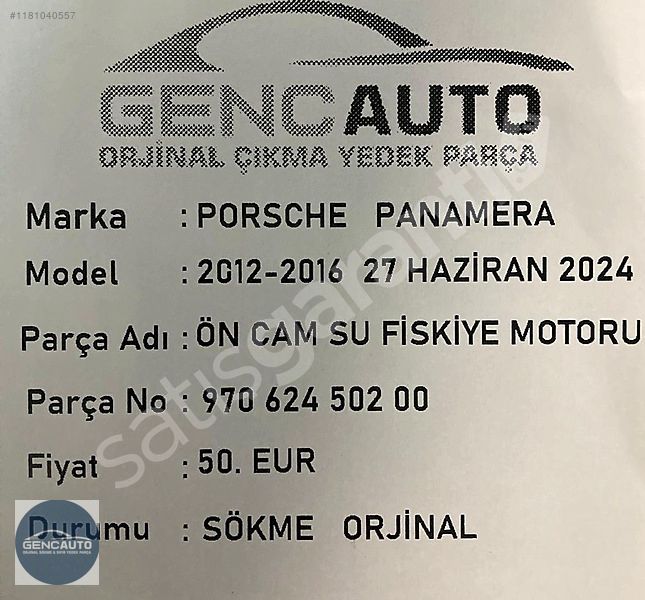 #1181040557
GENCAUTO
ORJİNAL ÇIKMA YEDEK PARÇA
Marka : PORSCHE PANAMERA
Model : 2012-2016 27 HAZİRAN 2024
Parça Adı : ÖN CAM SU FİSKİYE MOTORU
Parça No : 970 624 502 00
Fiyat : 50. EUR
Durumu : SÖKME ORJİNAL
GENCAUTO
satışgaranti